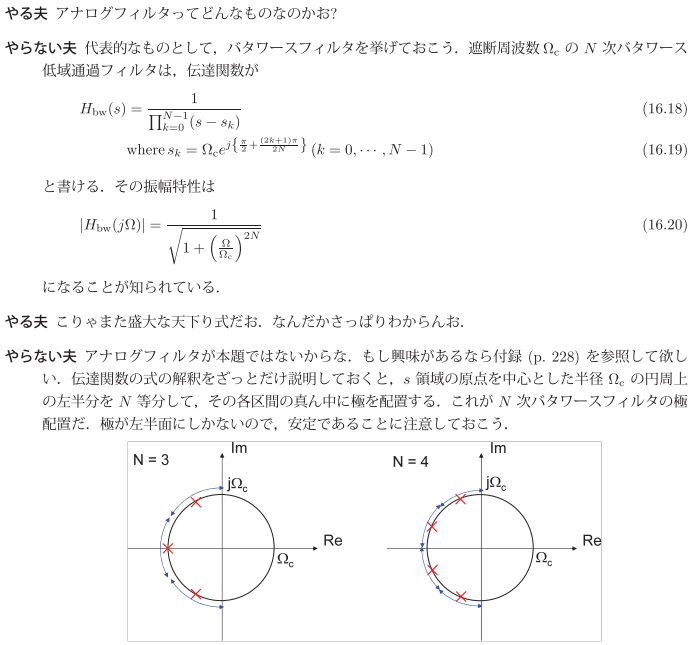 やる夫 アナログフィルタってどんなものなのかお？
やらない夫 代表的なものとして，バタワースフィルタを挙げておこう．遮断周波数 Ωc の N 次バタワース
低域通過フィルタは，伝達関数が
H_bw(s) = 1 / ∏_{k=0}^{N−1}(s − s_k) (16.18)
where s_k = Ω_c e^{j{π/2 + (2k+1)π/2N}} (k = 0, ⋯, N − 1) (16.19)
と書ける．その振幅特性は
|H_bw(jΩ)| = 1 / √(1 + (Ω/Ω_c)^{2N}) (16.20)
になることが知られている．
やる夫 こりゃまた盛大な天下り式だお．なんだかさっぱりわからんお．
やらない夫 アナログフィルタが本題ではないからな．もし興味があるなら付録 (p. 228) を参照して欲し
い．伝達関数の式の解釈をざっとだけ説明しておくと，s 領域の原点を中心とした半径 Ωc の円周上
の左半分を N 等分して，その各区間の真ん中に極を配置する．これが N 次バタワースフィルタの極
配置だ．極が左半面にしかないので，安定であることに注意しておこう．
N = 3
Im
jΩc
Re
Ωc
N = 4
Im
jΩc
Re
Ωc